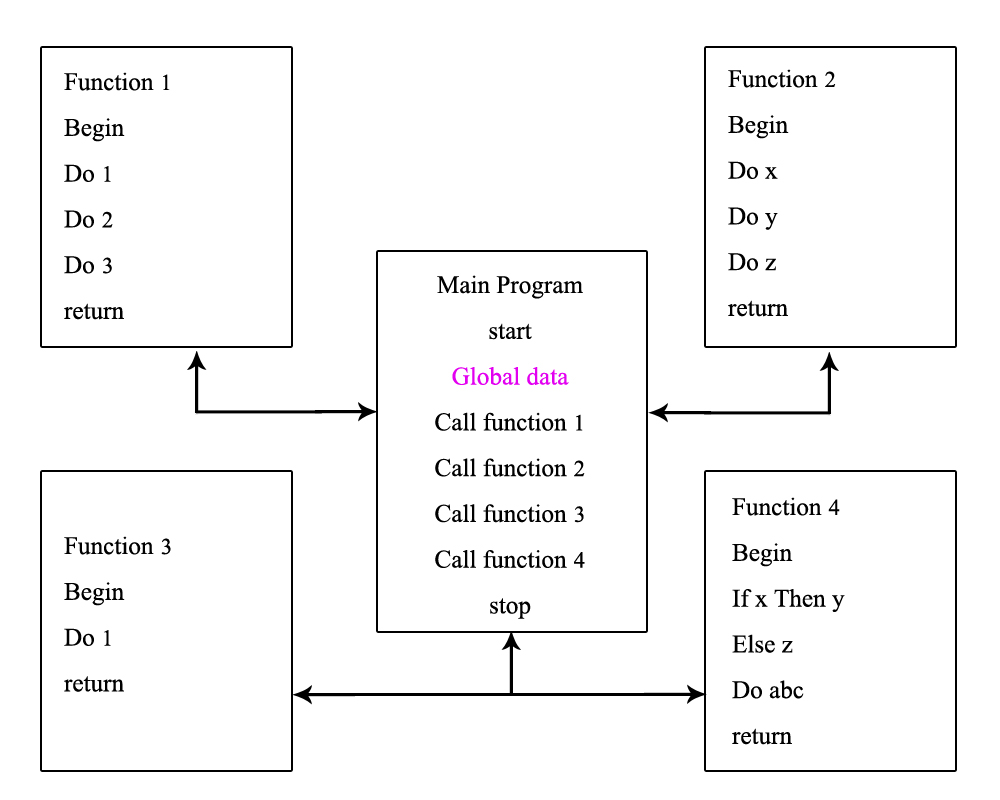 Function 1
Begin
Do 1
Do 2
Do 3
return
Function 2
Begin
Do x
Do y
Do z
return
Main Program
start
Global data
Call function 1
Call function 2
Call function 3
Call function 4
stop
Function 3
Begin
Do 1
return
Function 4
Begin
If x Then y
Else z
Do abc
return